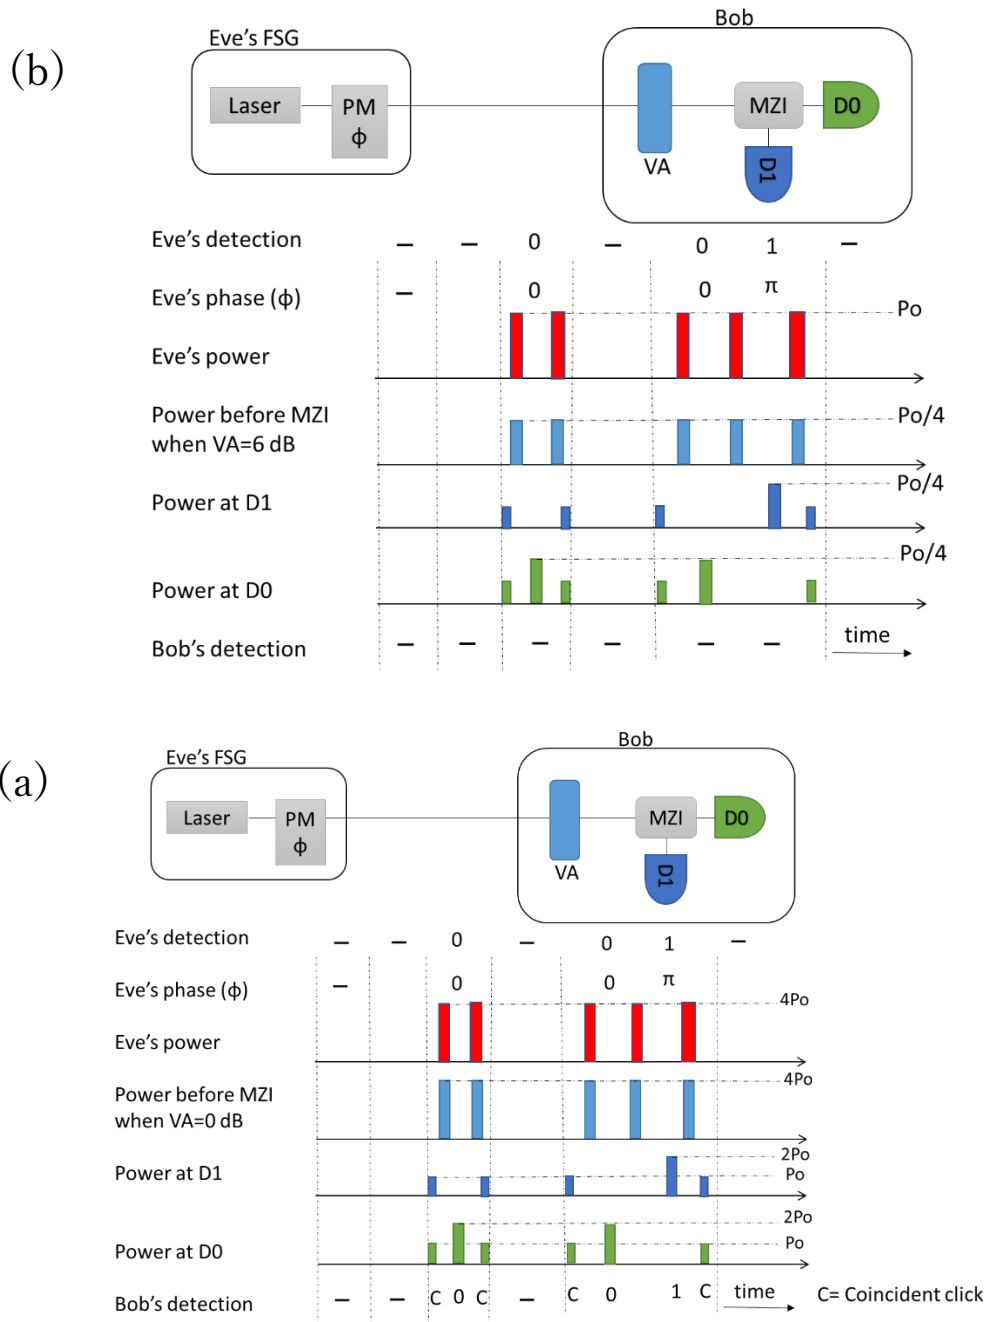 (b)
Eve's FSG
Bob
Laser
PM
ϕ
VA
MZI
D0
D1
Eve's detection – – 0 – 0 1 –
Eve's phase (ϕ) – 0 0 π
Po
Eve's power
Power before MZI
when VA=6 dB
Po/4
Power at D1
Po/4
Power at D0
Po/4
Bob's detection – – – – – –
time
(a)
Eve's FSG
Bob
Laser
PM
ϕ
VA
MZI
D0
D1
Eve's detection – – 0 – 0 1 –
Eve's phase (ϕ) – 0 0 π
4Po
Eve's power
Power before MZI
when VA=0 dB
4Po
Power at D1
2Po
Po
Power at D0
2Po
Po
Bob's detection – – C 0 C – C 0 1 C
time
C= Coincident click